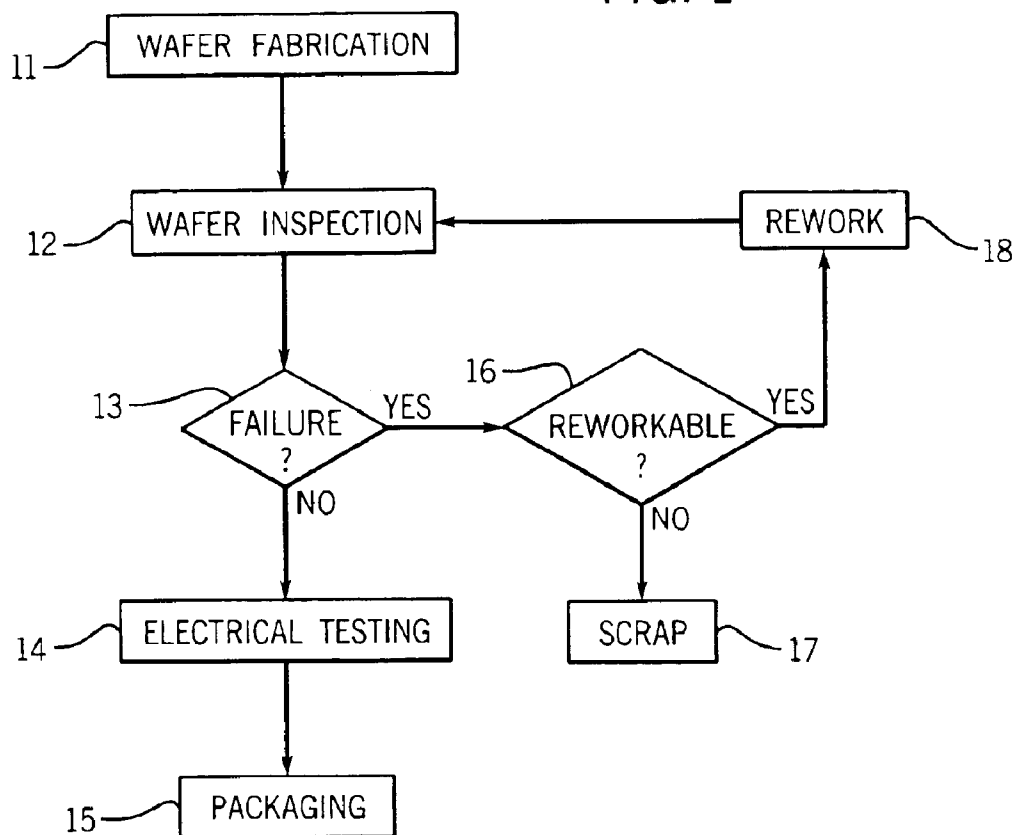 11
WAFER FABRICATION
12
WAFER INSPECTION
REWORK
18
13
FAILURE
?
YES
NO
16
REWORKABLE
?
YES
NO
14
ELECTRICAL TESTING
SCRAP
17
15
PACKAGING